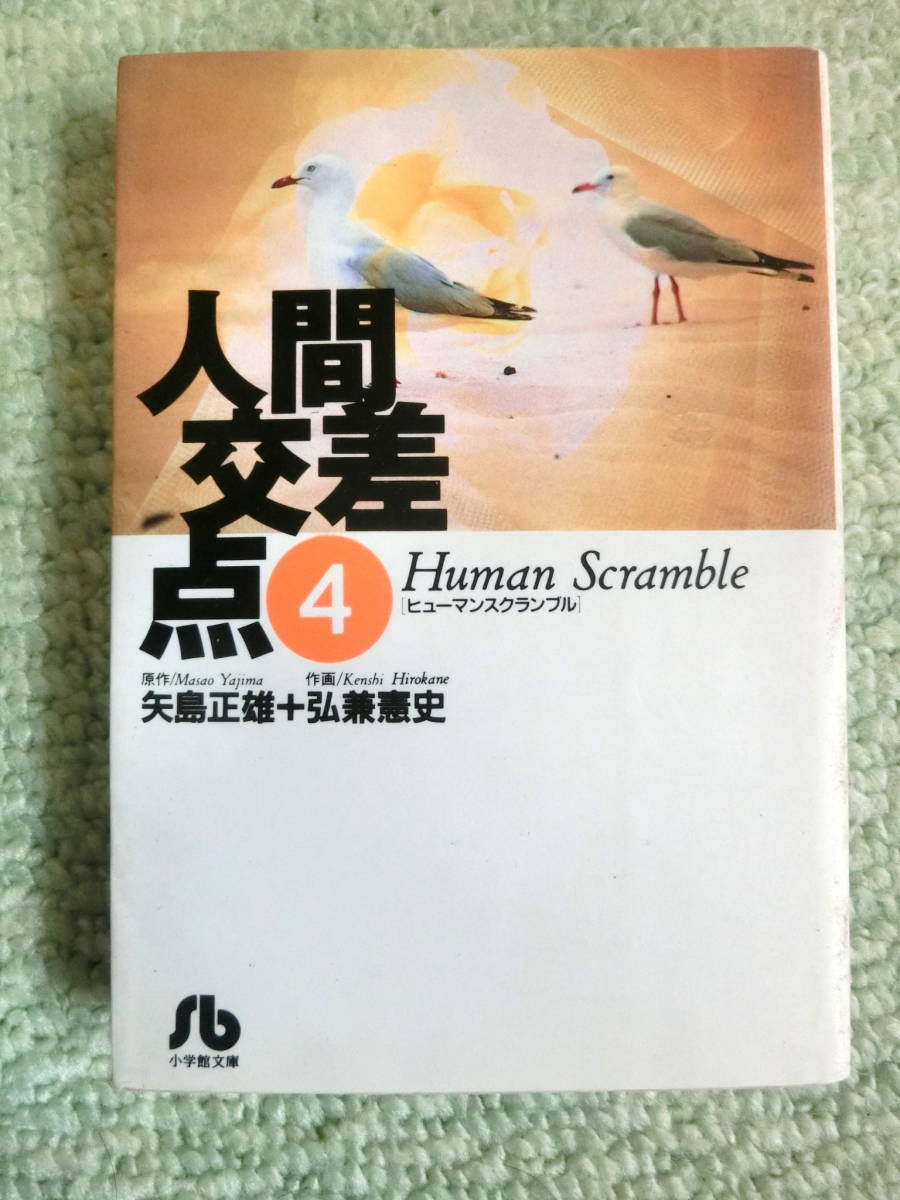 人間
交差
点
4
Human Scramble
[ヒューマンスクランブル]
原作/Masao Yajima 作画/Kenshi Hirokane
矢島正雄+弘兼憲史
Sb
小学館文庫